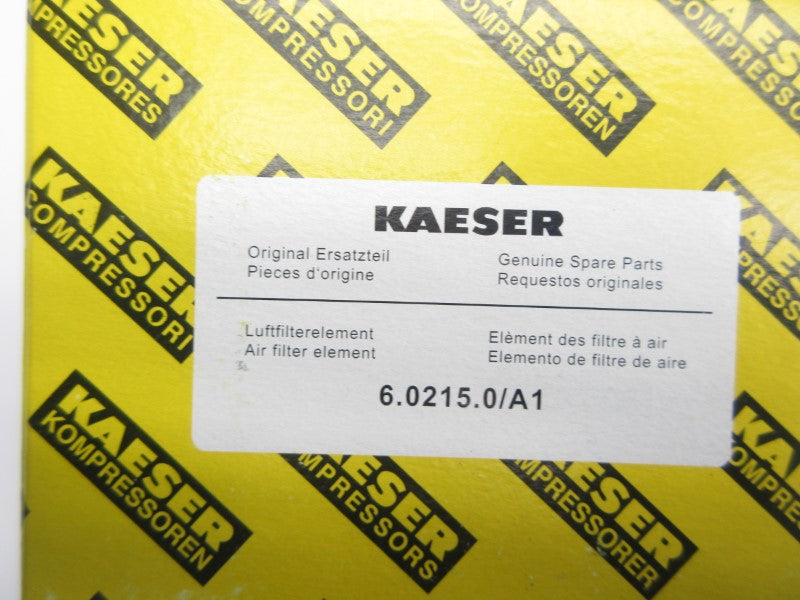 KAESER
COMPRESSORES
KAESER
COMPRESSORI
KAESER
KOMPRESSOREN
KAESER
KAESER
COMPRESSORI
KAESER
Original Ersatzteil
Pieces d'origine
Genuine Spare Parts
Requestos originales
Luftfilterelement
Air filter element
Elèment des filtre à air
Elemento de filtre de aire
6.0215.0/A1
KAESER
KOMPRESSOREN
KAESER
COMPRESSORS
KAESER
KOMPRESSORER